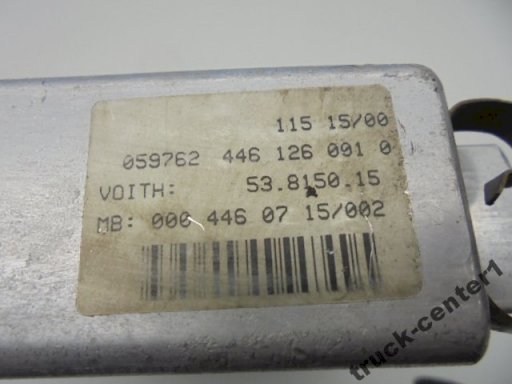 115 15/00
059762 446 126 091 0
VOITH: 53.8150.15
MB: 000 446 07 15/002
truck-center1